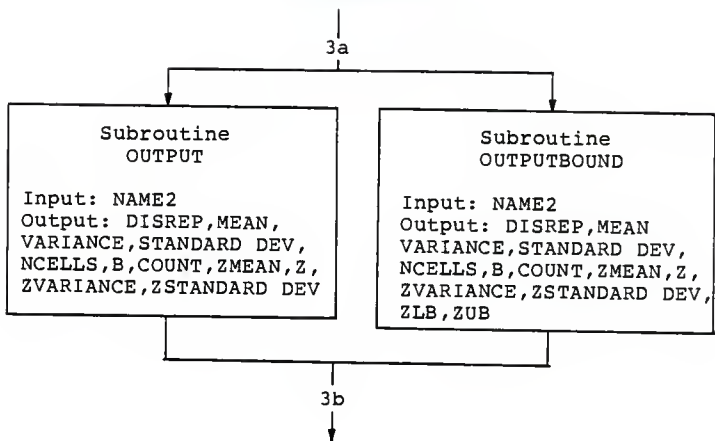 3a
Subroutine
OUTPUT
Input: NAME2
Output: DISREP,MEAN,
VARIANCE,STANDARD DEV,
NCELLS,B,COUNT,ZMEAN,Z,
ZVARIANCE,ZSTANDARD DEV
Subroutine
OUTPUTBOUND
Input: NAME2
Output: DISREP,MEAN
VARIANCE,STANDARD DEV,
NCELLS,B,COUNT,ZMEAN,Z,
ZVARIANCE,ZSTANDARD DEV,
ZLB,ZUB
3b